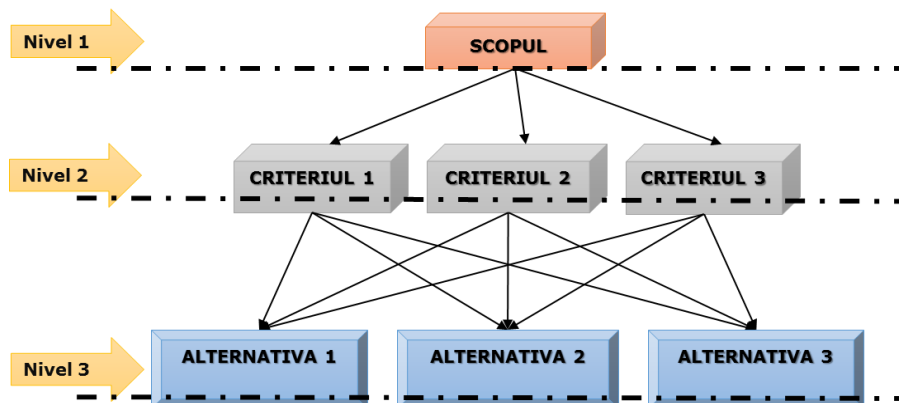 Nivel 1
SCOPUL
Nivel 2
CRITERIUL 1
CRITERIUL 2
CRITERIUL 3
Nivel 3
ALTERNATIVA 1
ALTERNATIVA 2
ALTERNATIVA 3